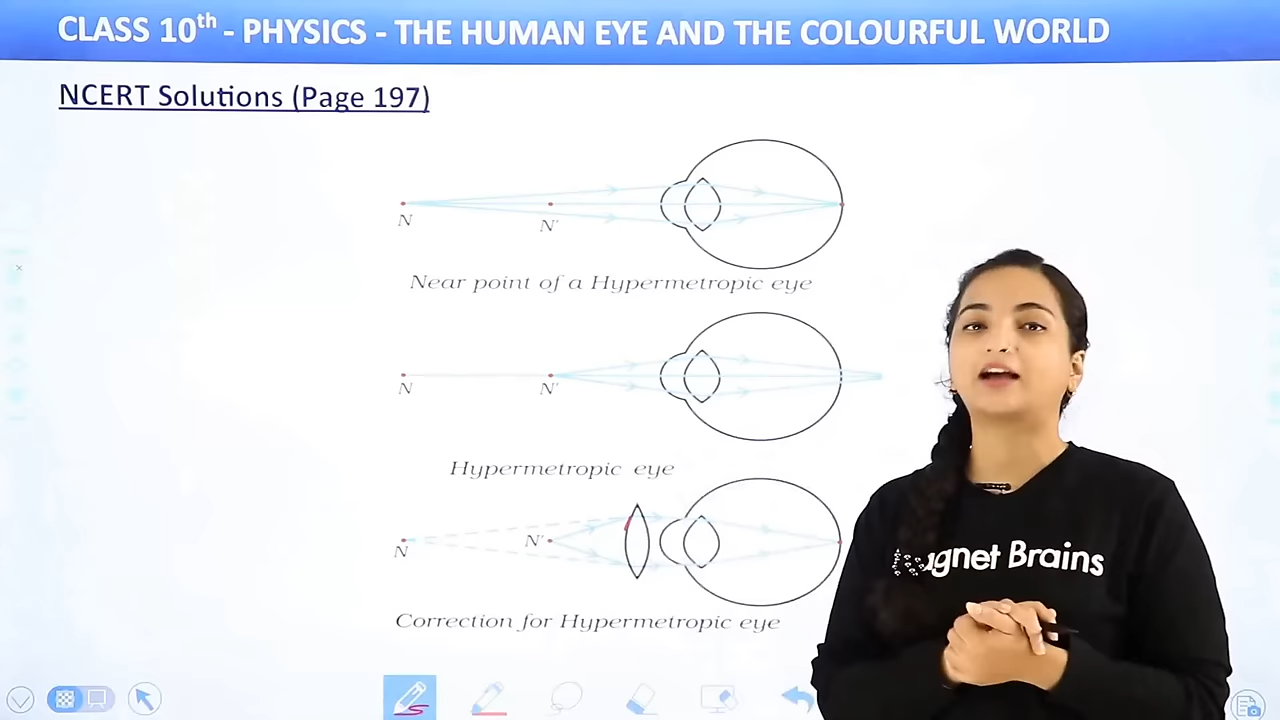 CLASS 10th - PHYSICS - THE HUMAN EYE AND THE COLOURFUL WORLD
NCERT Solutions (Page 197)
N N'
Near point of a Hypermetropic eye
N N'
Hypermetropic eye
N N'
Correction for Hypermetropic eye
Magnet Brains